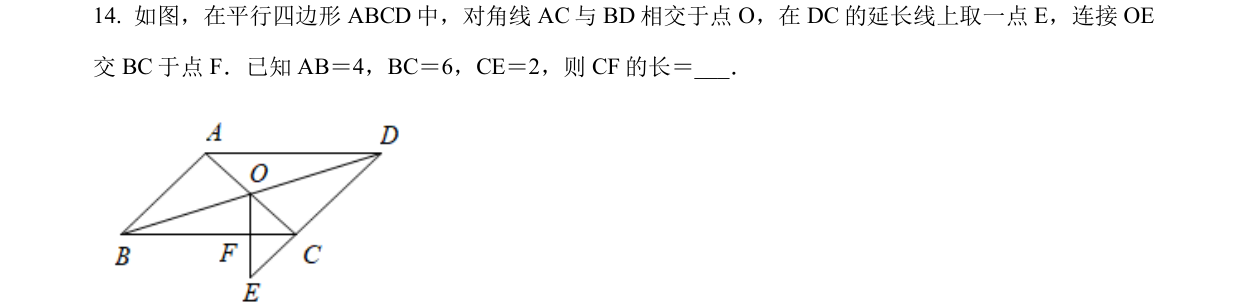 14. 如图，在平行四边形 ABCD 中，对角线 AC 与 BD 相交于点 O，在 DC 的延长线上取一点 E，连接 OE
交 BC 于点 F．已知 AB＝4，BC＝6，CE＝2，则 CF 的长＝___．
A
D
O
B
F
C
E